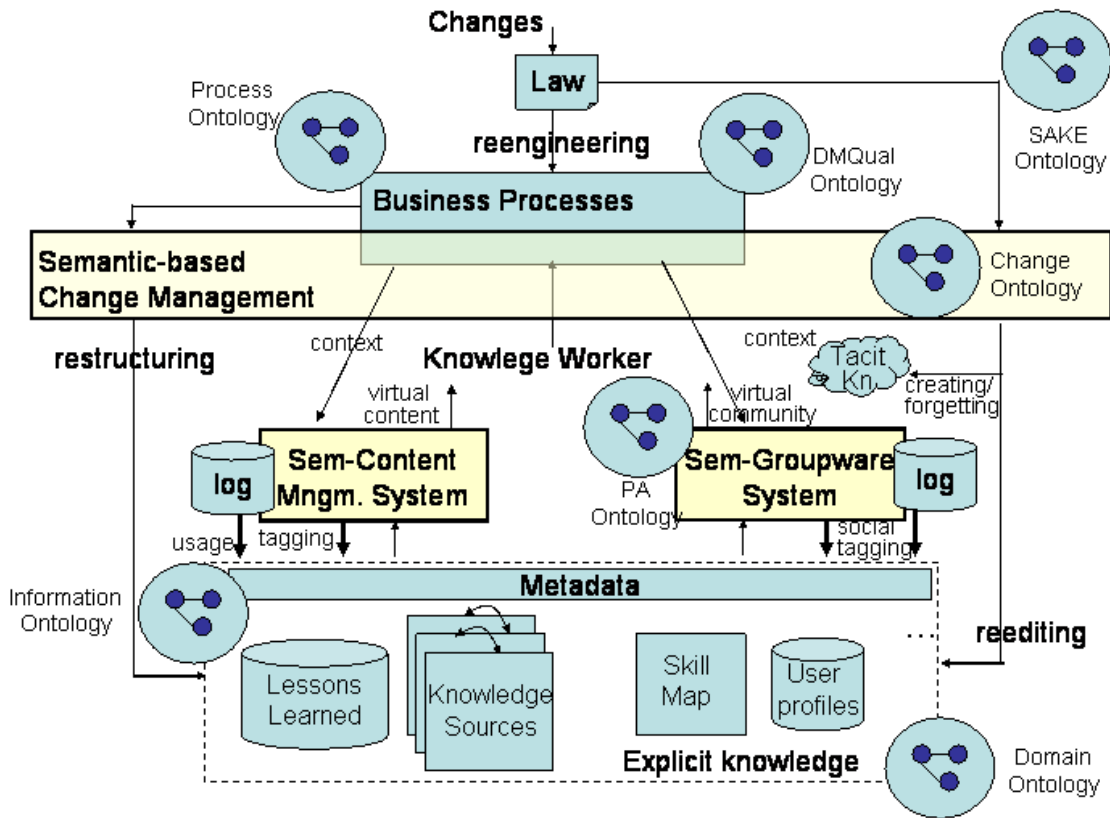 Changes
Law
Process
Ontology
reengineering
DMQual
Ontology
SAKE
Ontology
Business Processes
Semantic-based
Change Management
Change
Ontology
restructuring
context
Knowlege Worker
context
Tacit
Kn
creating/
forgetting
virtual
content
virtual
community
log
Sem-Content
Mngm. System
PA
Ontology
Sem-Groupware
System
log
usage
tagging
social
tagging
Metadata
Information
Ontology
...
reediting
Lessons
Learned
Knowledge
Sources
Skill
Map
User
profiles
Explicit knowledge
Domain
Ontology